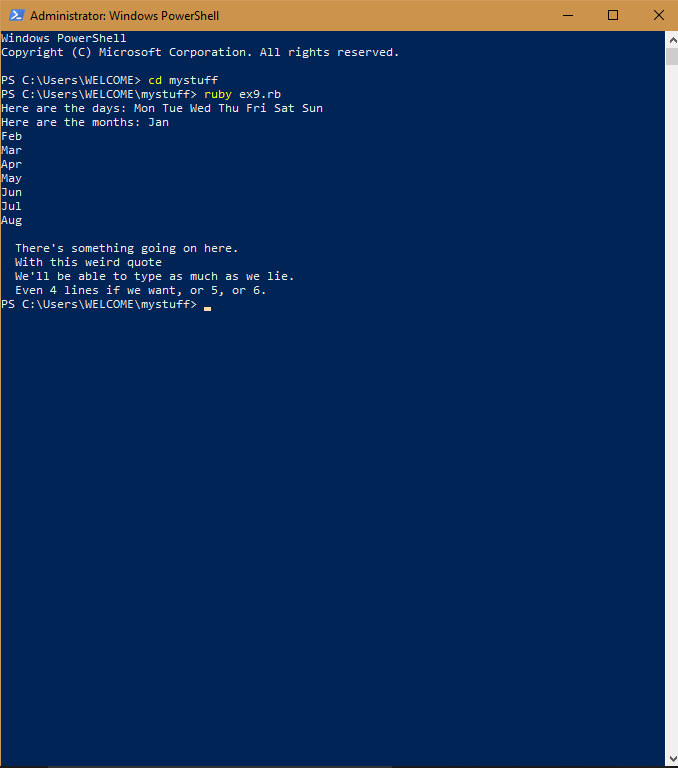 Administrator: Windows PowerShell
Windows PowerShell
Copyright (C) Microsoft Corporation. All rights reserved.
PS C:\Users\WELCOME> cd mystuff
PS C:\Users\WELCOME\mystuff> ruby ex9.rb
Here are the days: Mon Tue Wed Thu Fri Sat Sun
Here are the months: Jan
Feb
Mar
Apr
May
Jun
Jul
Aug
There's something going on here.
With this weird quote
We'll be able to type as much as we lie.
Even 4 lines if we want, or 5, or 6.
PS C:\Users\WELCOME\mystuff>